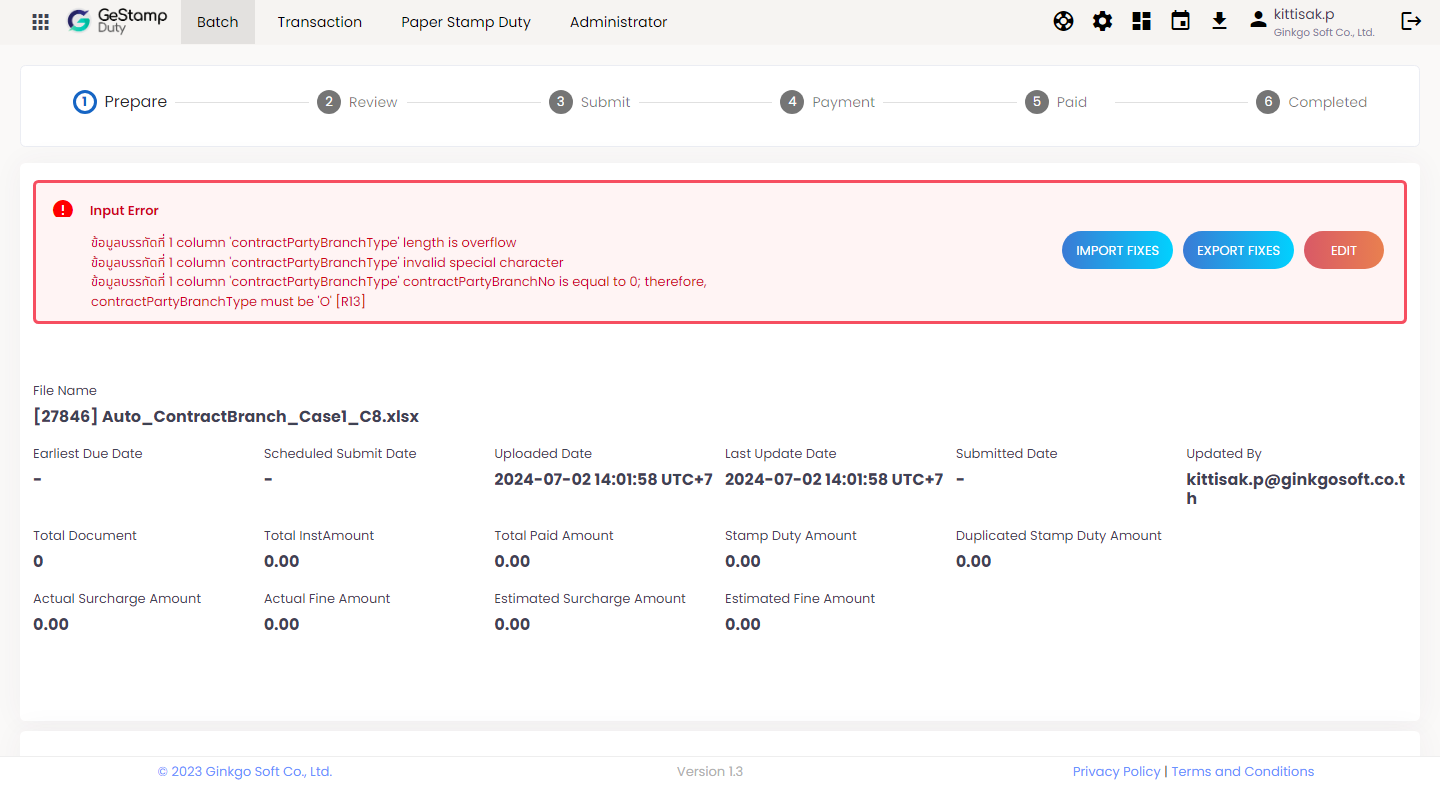 GeStamp
Duty
Batch
Transaction
Paper Stamp Duty
Administrator
kittisak.p
Ginkgo Soft Co., Ltd.
1 Prepare
2 Review
3 Submit
4 Payment
5 Paid
6 Completed
Input Error
ข้อมูลบรรทัดที่ 1 column 'contractPartyBranchType' length is overflow
ข้อมูลบรรทัดที่ 1 column 'contractPartyBranchType' invalid special character
ข้อมูลบรรทัดที่ 1 column 'contractPartyBranchType' contractPartyBranchNo is equal to 0; therefore,
contractPartyBranchType must be 'O' [R13]
IMPORT FIXES
EXPORT FIXES
EDIT
File Name
[27846] Auto_ContractBranch_Case1_C8.xlsx
Earliest Due Date
-
Scheduled Submit Date
-
Uploaded Date
2024-07-02 14:01:58 UTC+7
Last Update Date
2024-07-02 14:01:58 UTC+7
Submitted Date
-
Updated By
kittisak.p@ginkgosoft.co.t
h
Total Document
0
Total InstAmount
0.00
Total Paid Amount
0.00
Stamp Duty Amount
0.00
Duplicated Stamp Duty Amount
0.00
Actual Surcharge Amount
0.00
Actual Fine Amount
0.00
Estimated Surcharge Amount
0.00
Estimated Fine Amount
0.00
© 2023 Ginkgo Soft Co., Ltd.
Version 1.3
Privacy Policy | Terms and Conditions